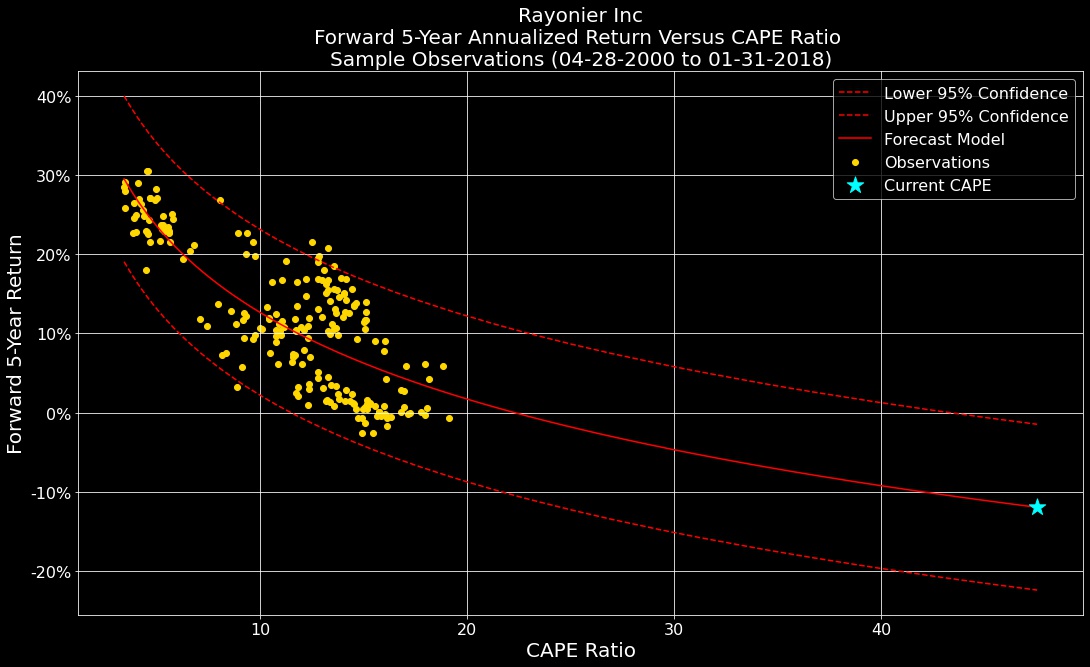 Rayonier Inc
Forward 5-Year Annualized Return Versus CAPE Ratio
Sample Observations (04-28-2000 to 01-31-2018)
Lower 95% Confidence
Upper 95% Confidence
Forecast Model
Observations
Current CAPE
Forward 5-Year Return
40%
30%
20%
10%
0%
-10%
-20%
10
20
30
40
CAPE Ratio